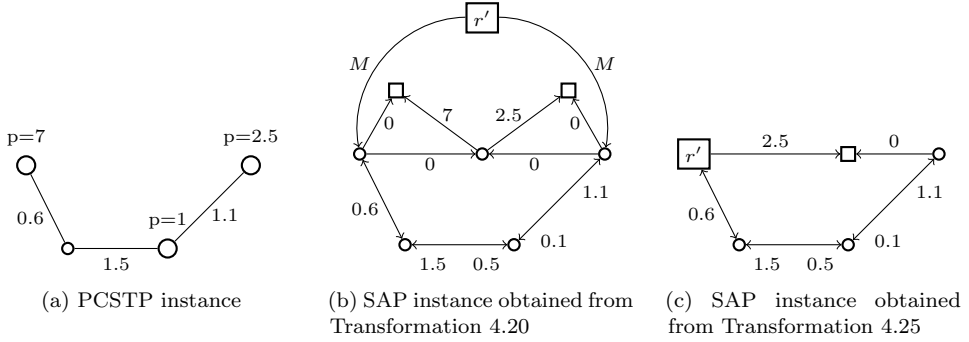 r′
M
M
7
2.5
0
0
p=7
p=2.5
2.5
0
r′
0
0
p=1
1.1
1.1
0.6
1.1
0.6
0.6
0.1
0.1
1.5
1.5
0.5
1.5
0.5
(a) PCSTP instance
(b) SAP instance obtained from
Transformation 4.20
(c) SAP instance obtained
from Transformation 4.25